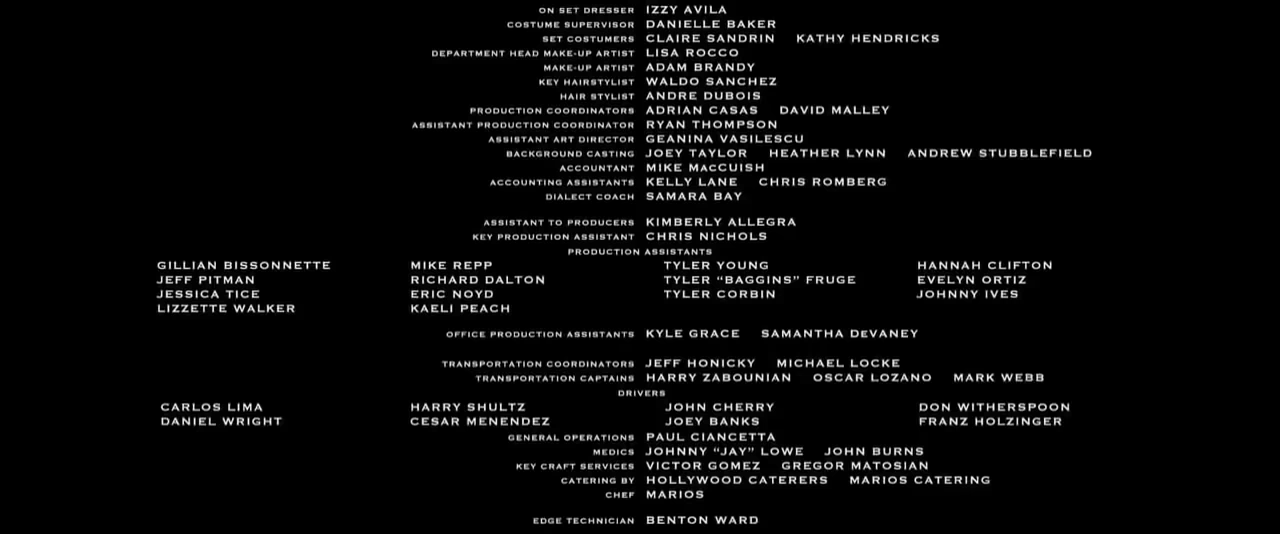 ON SET DRESSER IZZY AVILA
COSTUME SUPERVISOR DANIELLE BAKER
SET COSTUMERS CLAIRE SANDRIN KATHY HENDRICKS
DEPARTMENT HEAD MAKE-UP ARTIST LISA ROCCO
MAKE-UP ARTIST ADAM BRANDY
KEY HAIRSTYLIST WALDO SANCHEZ
HAIR STYLIST ANDRE DUBOIS
PRODUCTION COORDINATORS ADRIAN CASAS DAVID MALLEY
ASSISTANT PRODUCTION COORDINATOR RYAN THOMPSON
ASSISTANT ART DIRECTOR GEANINA VASILESCU
BACKGROUND CASTING JOEY TAYLOR HEATHER LYNN ANDREW STUBBLEFIELD
ACCOUNTANT MIKE MacCUISH
ACCOUNTING ASSISTANTS KELLY LANE CHRIS ROMBERG
DIALECT COACH SAMARA BAY
ASSISTANT TO PRODUCERS KIMBERLY ALLEGRA
KEY PRODUCTION ASSISTANT CHRIS NICHOLS
PRODUCTION ASSISTANTS
GILLIAN BISSONNETTE MIKE REPP TYLER YOUNG HANNAH CLIFTON
JEFF PITMAN RICHARD DALTON TYLER “BAGGINS” FRUGE EVELYN ORTIZ
JESSICA TICE ERIC NOYD TYLER CORBIN JOHNNY IVES
LIZZETTE WALKER KAELI PEACH
OFFICE PRODUCTION ASSISTANTS KYLE GRACE SAMANTHA DeVANEY
TRANSPORTATION COORDINATORS JEFF HONICKY MICHAEL LOCKE
TRANSPORTATION CAPTAINS HARRY ZABOUNIAN OSCAR LOZANO MARK WEBB
DRIVERS
CARLOS LIMA HARRY SHULTZ JOHN CHERRY DON WITHERSPOON
DANIEL WRIGHT CESAR MENENDEZ JOEY BANKS FRANZ HOLZINGER
GENERAL OPERATIONS PAUL CIANCETTA
MEDICS JOHNNY “JAY” LOWE JOHN BURNS
KEY CRAFT SERVICES VICTOR GOMEZ GREGOR MATOSIAN
CATERING BY HOLLYWOOD CATERERS MARIOS CATERING
CHEF MARIOS
EDGE TECHNICIAN BENTON WARD